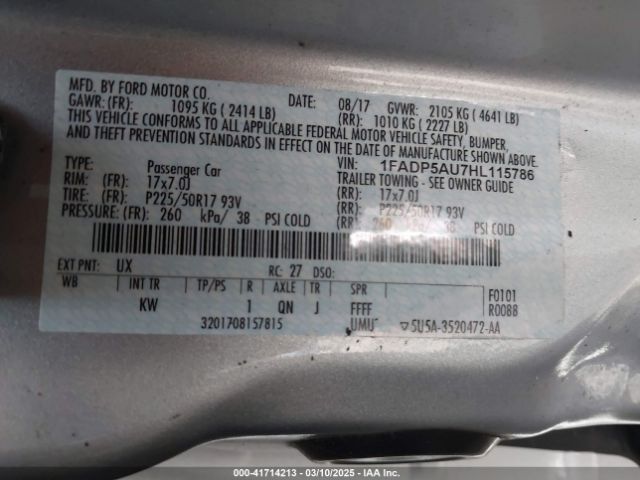 MFD. BY FORD MOTOR CO. DATE: 08/17 GVWR: 2105 KG ( 4641 LB)
GAWR: (FR): 1095 KG ( 2414 LB) (RR): 1010 KG ( 2227 LB)
THIS VEHICLE CONFORMS TO ALL APPLICABLE FEDERAL MOTOR VEHICLE SAFETY, BUMPER,
AND THEFT PREVENTION STANDARDS IN EFFECT ON THE DATE OF MANUFACTURE SHOWN ABOVE.
VIN: 1FADP5AU7HL115786
TYPE: Passenger Car TRAILER TOWING - SEE OWNER GUIDE
RIM: (FR): 17x7.0J (RR): 17x7.0J
TIRE: (FR): P225/50R17 93V (RR): P225/50R17 93V
PRESSURE: (FR): 260 kPa/ 38 PSI COLD (RR 260 kPa/ 38 PSI COLD
EXT PNT: UX RC: 27 DSO:
WB INT TR TP/PS R AXLE TR SPR F0101
KW 1 QN J FFFF R0088
3201708157815 UMU ▽5U5A-3520472-AA
000-41714213 — 03/10/2025 — IAA Inc.